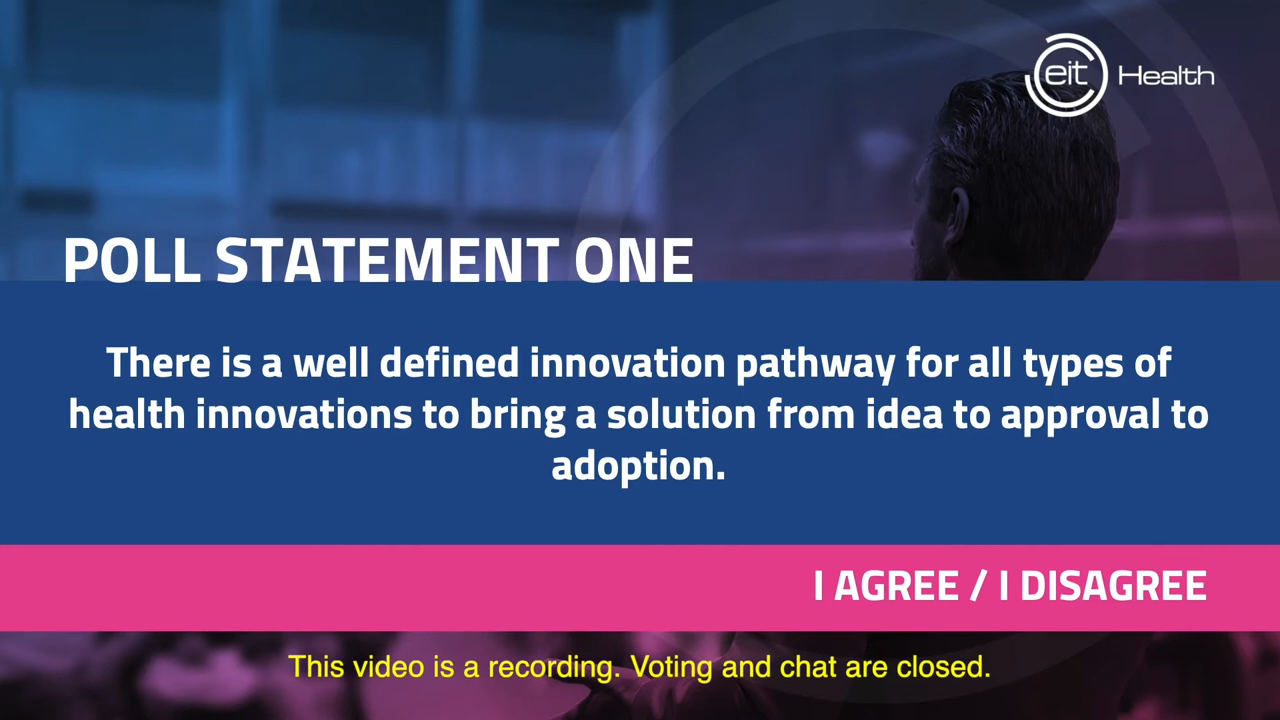 eit Health
POLL STATEMENT ONE
There is a well defined innovation pathway for all types of
health innovations to bring a solution from idea to approval to
adoption.
I AGREE / I DISAGREE
This video is a recording. Voting and chat are closed.